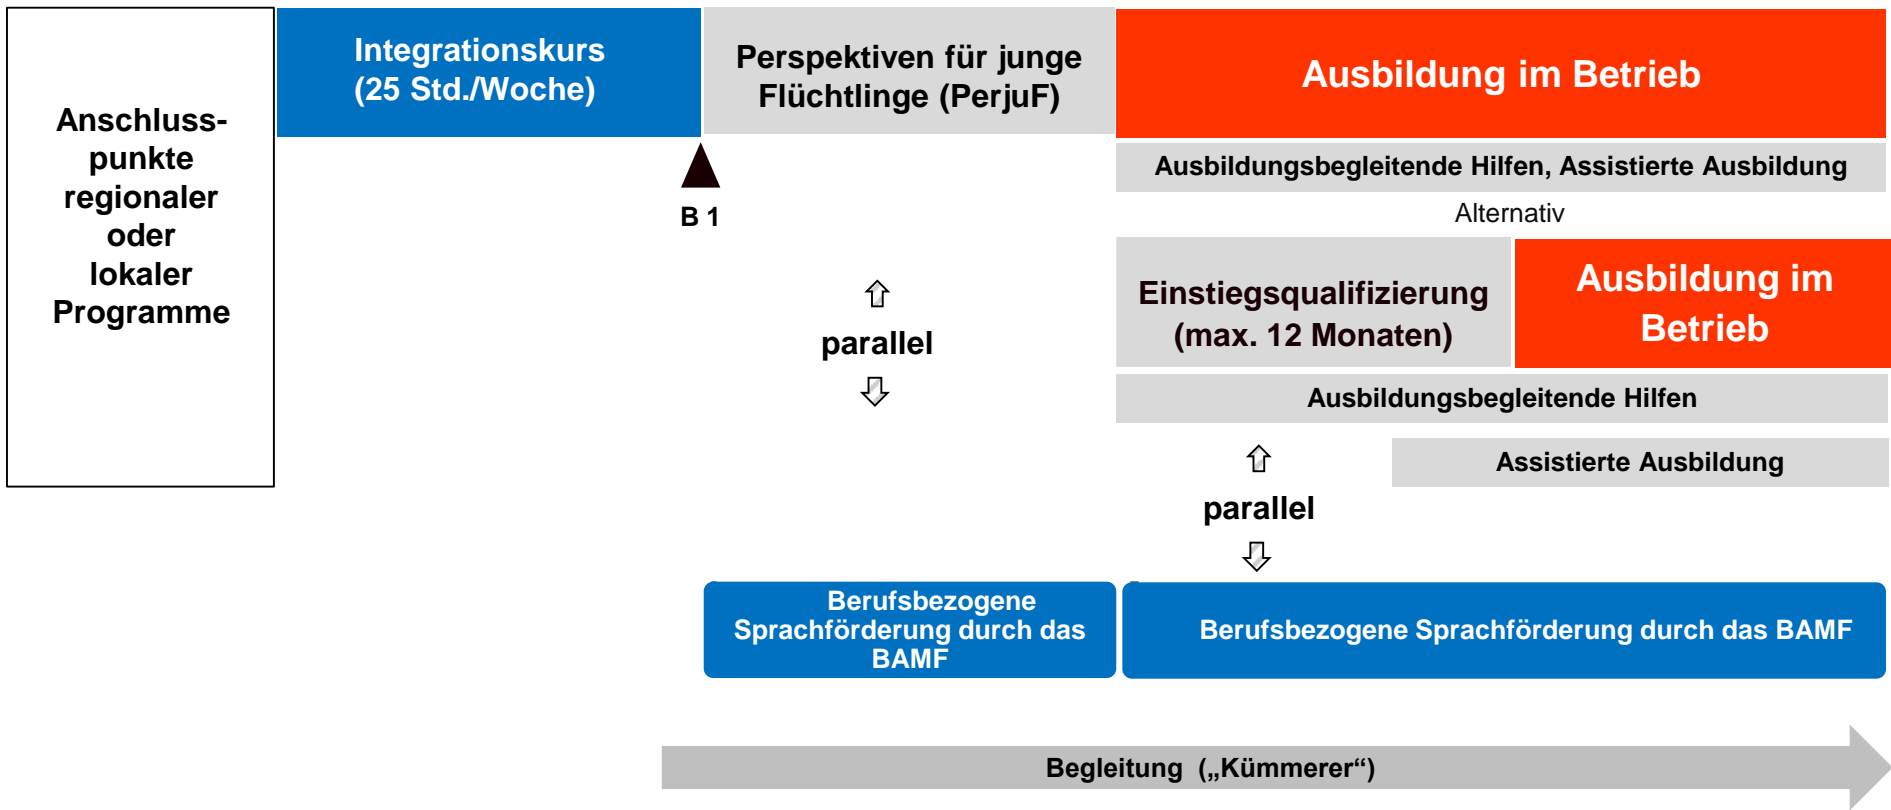 Anschluss-
punkte
regionaler
oder
lokaler
Programme
Integrationskurs
(25 Std./Woche)
Perspektiven für junge
Flüchtlinge (PerjuF)
Ausbildung im Betrieb
B 1
Ausbildungsbegleitende Hilfen, Assistierte Ausbildung
Alternativ
parallel
Einstiegsqualifizierung
(max. 12 Monaten)
Ausbildung im
Betrieb
Ausbildungsbegleitende Hilfen
Assistierte Ausbildung
parallel
Berufsbezogene
Sprachförderung durch das
BAMF
Berufsbezogene Sprachförderung durch das BAMF
Begleitung („Kümmerer“)